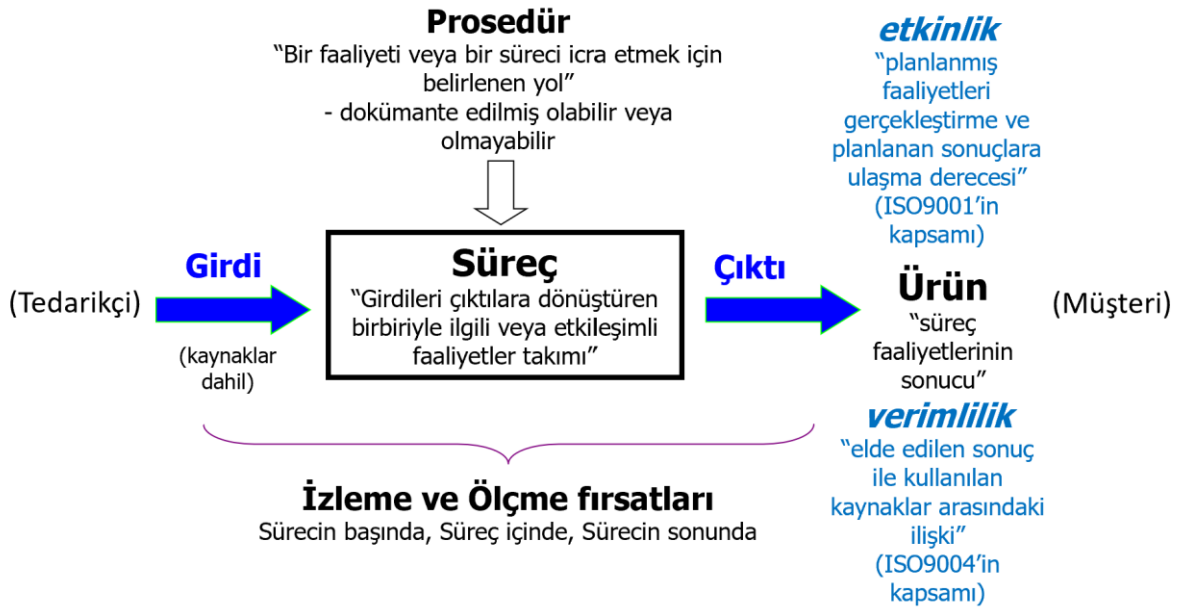 Prosedür
“Bir faaliyeti veya bir süreci icra etmek için
belirlenen yol”
- dokümante edilmiş olabilir veya
olmayabilir
etkinlik
“planlanmış
faaliyetleri
gerçekleştirme ve
planlanan sonuçlara
ulaşma derecesi”
(ISO9001’in
kapsamı)
(Tedarikçi)
Girdi
(kaynaklar
dahil)
Süreç
“Girdileri çıktılara dönüştüren
birbiriyle ilgili veya etkileşimli
faaliyetler takımı”
Çıktı
Ürün
“süreç
faaliyetlerinin
sonucu”
(Müşteri)
verimlilik
“elde edilen sonuç
ile kullanılan
kaynaklar arasındaki
ilişki”
(ISO9004’in
kapsamı)
İzleme ve Ölçme fırsatları
Sürecin başında, Süreç içinde, Sürecin sonunda